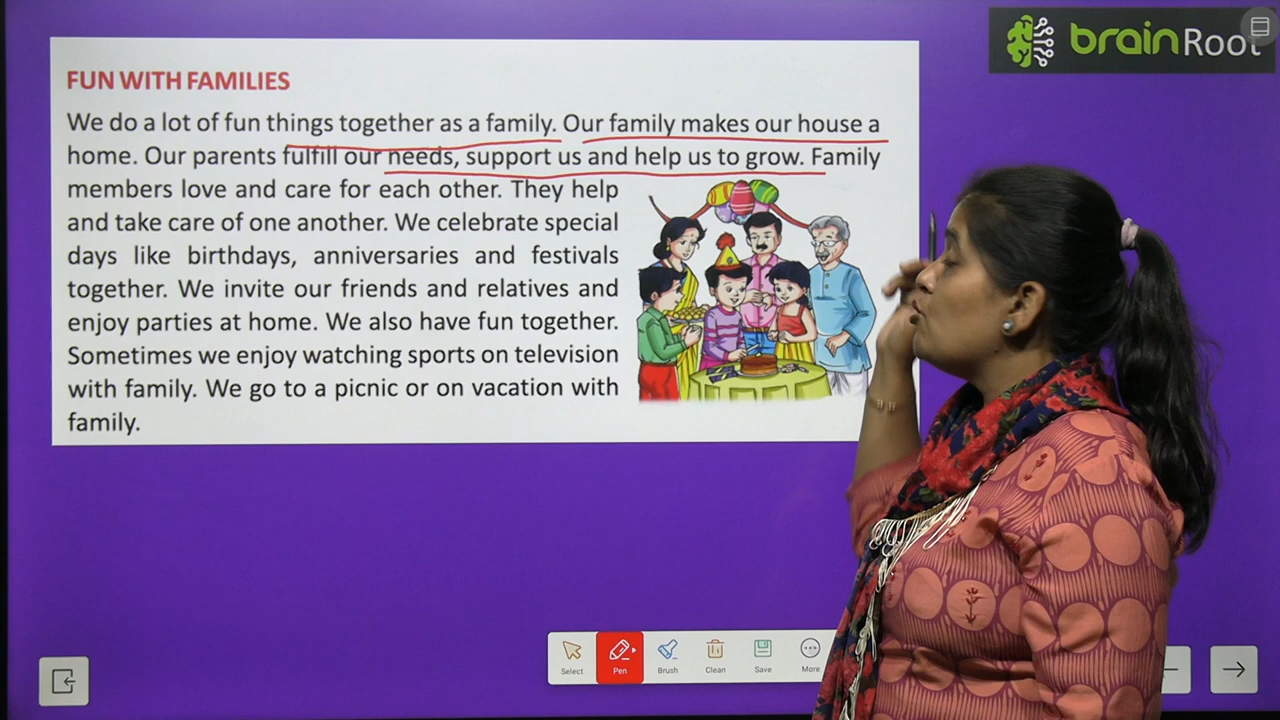 brainRoot
FUN WITH FAMILIES
We do a lot of fun things together as a family. Our family makes our house a
home. Our parents fulfill our needs, support us and help us to grow. Family
members love and care for each other. They help
and take care of one another. We celebrate special
days like birthdays, anniversaries and festivals
together. We invite our friends and relatives and
enjoy parties at home. We also have fun together.
Sometimes we enjoy watching sports on television
with family. We go to a picnic or on vacation with
family.
Select Pen Brush Clean Save More